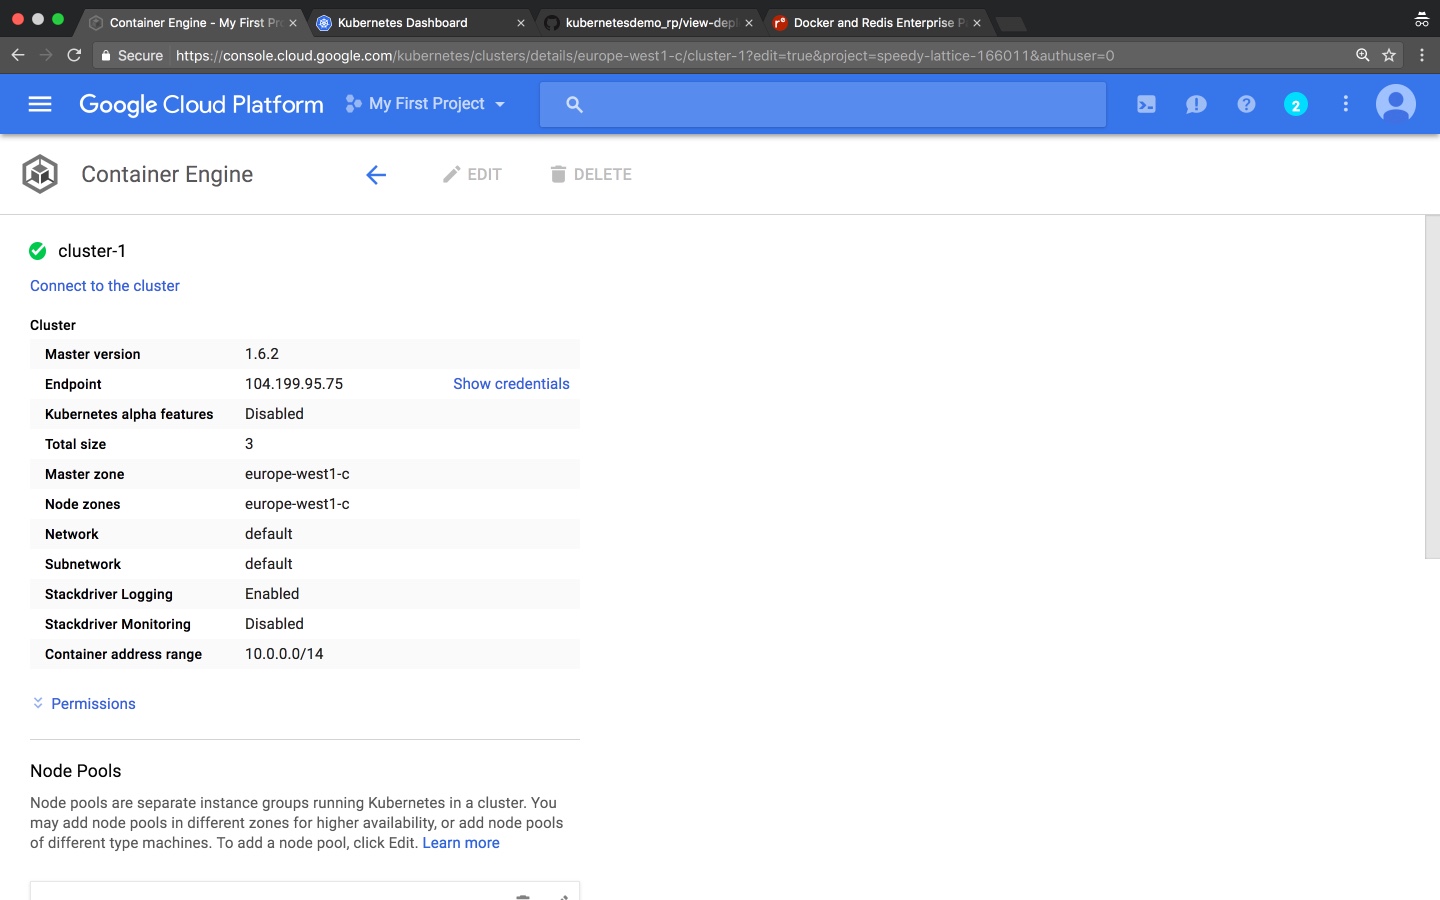 Container Engine - My First Pro
Kubernetes Dashboard
kubernetesdemo_rp/view-depl
Docker and Redis Enterprise P
Secure https://console.cloud.google.com/kubernetes/clusters/details/europe-west1-c/cluster-1?edit=true&project=speedy-lattice-166011&authuser=0
Google Cloud Platform My First Project 2
Container Engine EDIT DELETE
cluster-1
Connect to the cluster
Cluster
Master version 1.6.2
Endpoint 104.199.95.75 Show credentials
Kubernetes alpha features Disabled
Total size 3
Master zone europe-west1-c
Node zones europe-west1-c
Network default
Subnetwork default
Stackdriver Logging Enabled
Stackdriver Monitoring Disabled
Container address range 10.0.0.0/14
Permissions
Node Pools
Node pools are separate instance groups running Kubernetes in a cluster. You
may add node pools in different zones for higher availability, or add node pools
of different type machines. To add a node pool, click Edit. Learn more